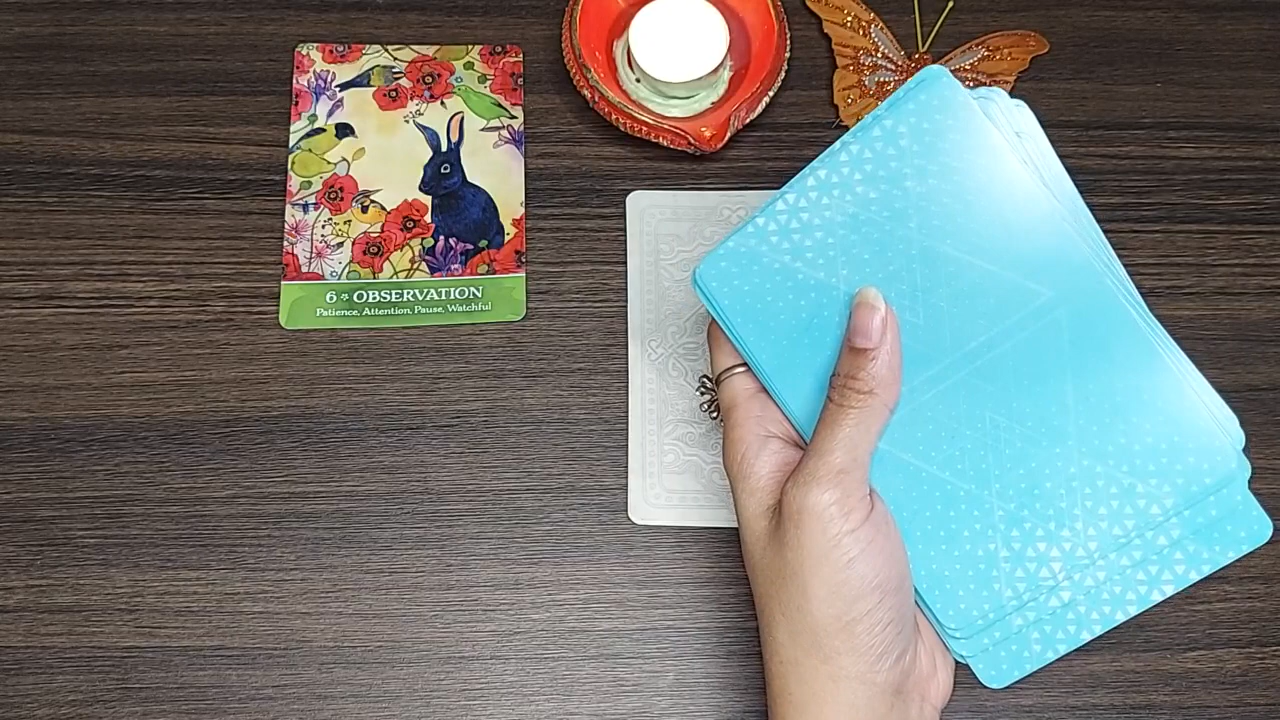 6 OBSERVATION
Patience, Attention, Pause, Watchful